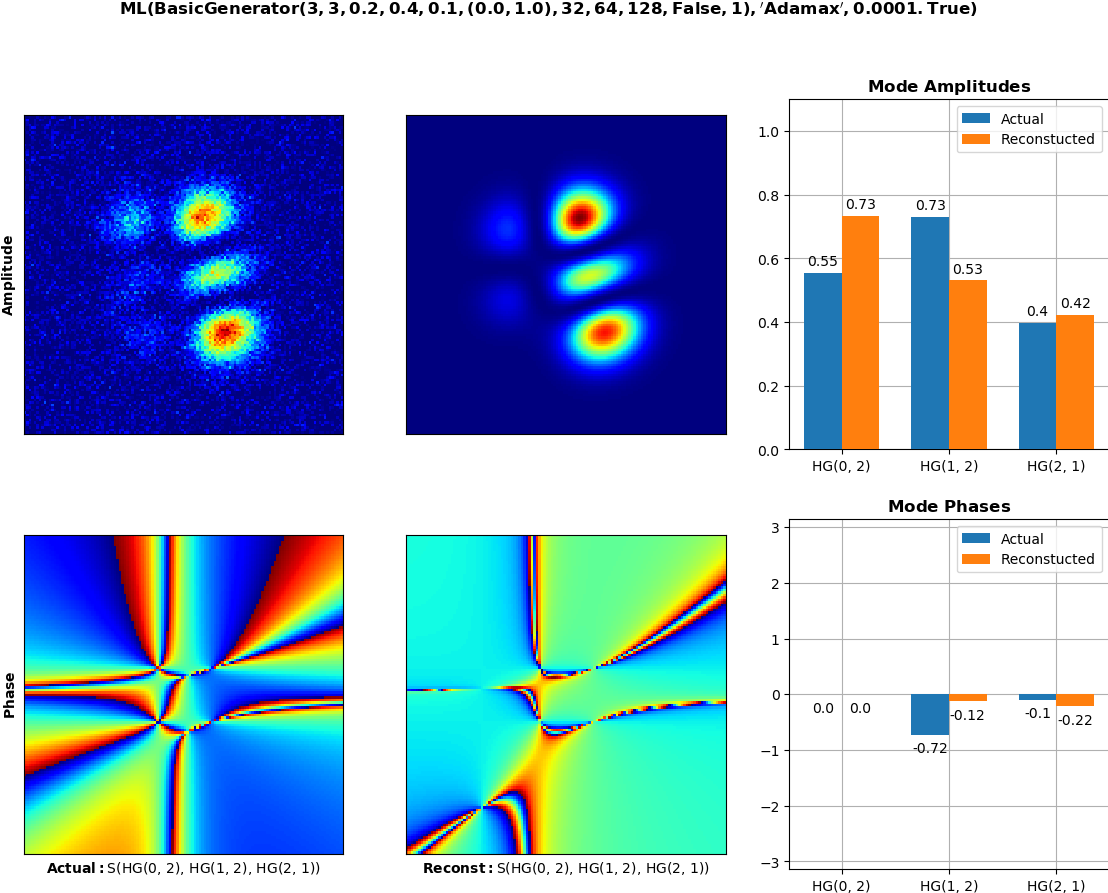 ML(BasicGenerator(3, 3, 0.2, 0.4, 0.1, (0.0, 1.0), 32, 64, 128, False, 1), 'Adamax', 0.0001. True)
Amplitude
Mode Amplitudes
Actual
Reconstucted
1.0
0.8
0.6
0.4
0.2
0.0
0.55
0.73
0.73
0.53
0.4
0.42
HG(0, 2)
HG(1, 2)
HG(2, 1)
Phase
Actual: S(HG(0, 2), HG(1, 2), HG(2, 1))
Reconst: S(HG(0, 2), HG(1, 2), HG(2, 1))
Mode Phases
Actual
Reconstucted
3
2
1
0
−1
−2
−3
0.0
0.0
-0.72
-0.12
-0.1
-0.22
HG(0, 2)
HG(1, 2)
HG(2, 1)